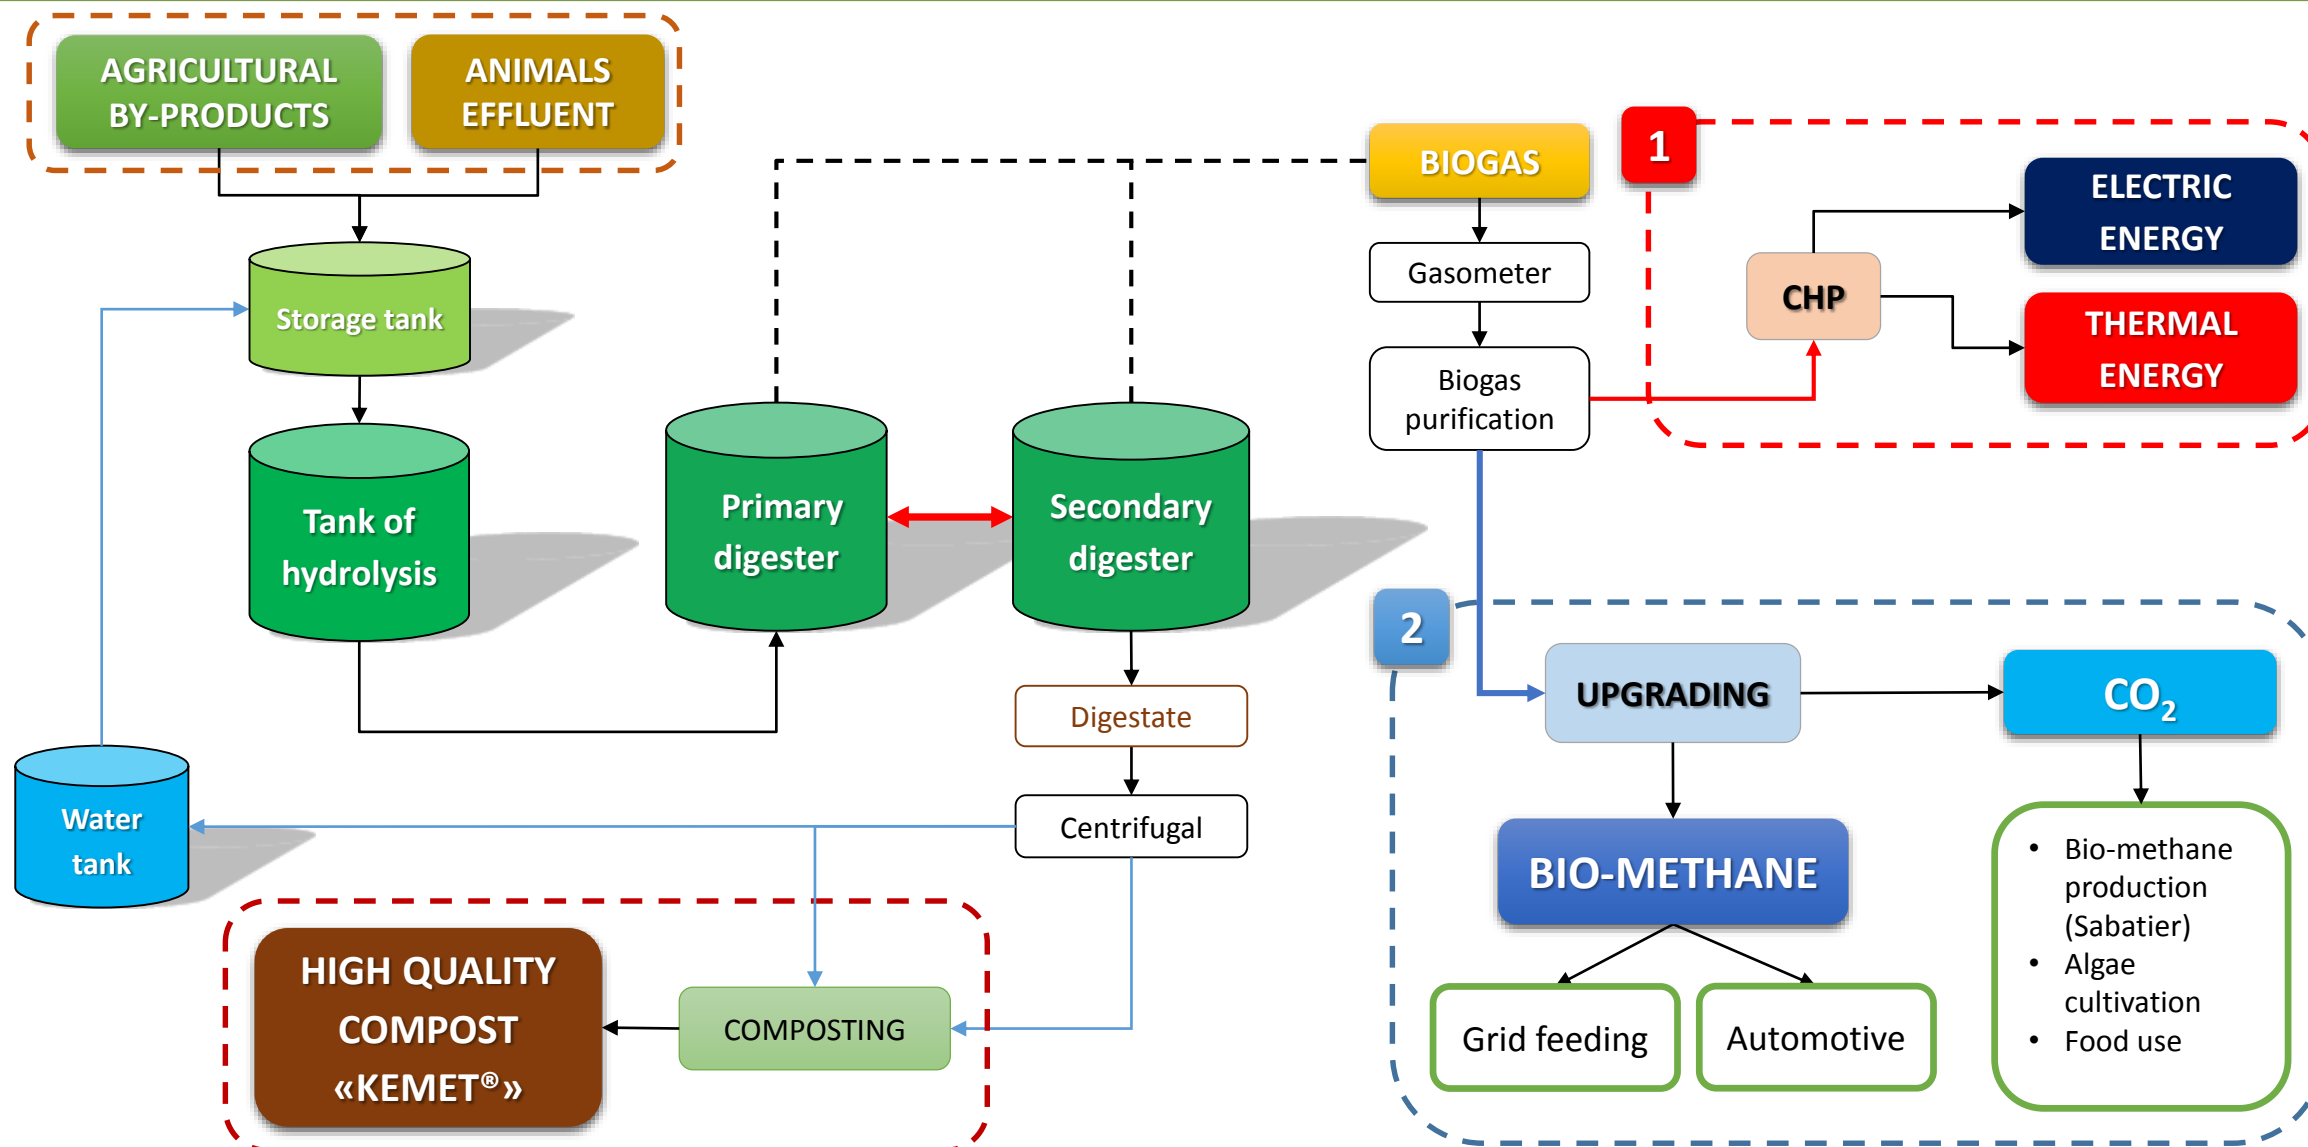 AGRICULTURAL
BY-PRODUCTS
ANIMALS
EFFLUENT
Storage tank
Tank of
hydrolysis
Primary
digester
Secondary
digester
Digestate
Centrifugal
Water
tank
COMPOSTING
HIGH QUALITY
COMPOST
«KEMET®»
BIOGAS
Gasometer
Biogas
purification
1
CHP
ELECTRIC
ENERGY
THERMAL
ENERGY
2
UPGRADING
CO₂
BIO-METHANE
Grid feeding
Automotive
• Bio-methane
production
(Sabatier)
• Algae
cultivation
• Food use